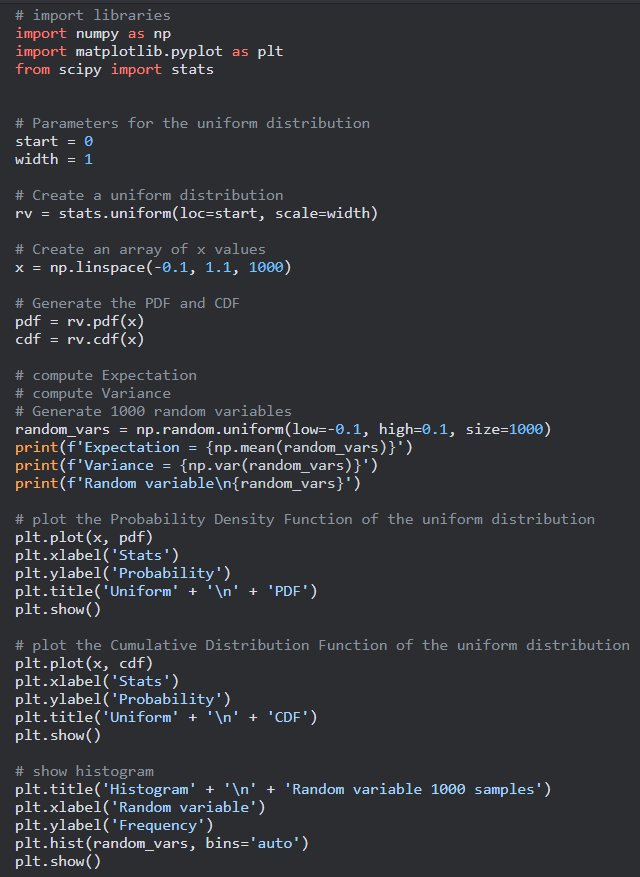 # import libraries
import numpy as np
import matplotlib.pyplot as plt
from scipy import stats
# Parameters for the uniform distribution
start = 0
width = 1
# Create a uniform distribution
rv = stats.uniform(loc=start, scale=width)
# Create an array of x values
x = np.linspace(-0.1, 1.1, 1000)
# Generate the PDF and CDF
pdf = rv.pdf(x)
cdf = rv.cdf(x)
# compute Expectation
# compute Variance
# Generate 1000 random variables
random_vars = np.random.uniform(low=-0.1, high=0.1, size=1000)
print(f'Expectation = {np.mean(random_vars)}')
print(f'Variance = {np.var(random_vars)}')
print(f'Random variable\n{random_vars}')
# plot the Probability Density Function of the uniform distribution
plt.plot(x, pdf)
plt.xlabel('Stats')
plt.ylabel('Probability')
plt.title('Uniform' + '\n' + 'PDF')
plt.show()
# plot the Cumulative Distribution Function of the uniform distribution
plt.plot(x, cdf)
plt.xlabel('Stats')
plt.ylabel('Probability')
plt.title('Uniform' + '\n' + 'CDF')
plt.show()
# show histogram
plt.title('Histogram' + '\n' + 'Random variable 1000 samples')
plt.xlabel('Random variable')
plt.ylabel('Frequency')
plt.hist(random_vars, bins='auto')
plt.show()